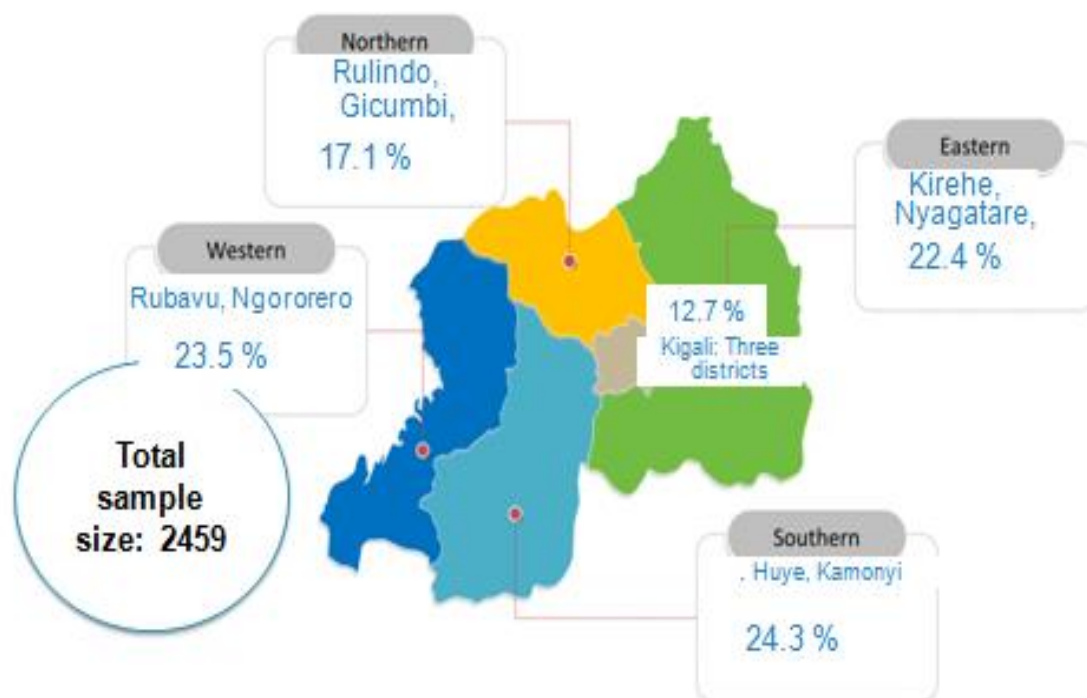 Northern
Rulindo,
Gicumbi,
17.1 %
Eastern
Kirehe,
Nyagatare,
22.4 %
Western
Rubavu, Ngororero
23.5 %
12.7 %
Kigali: Three
districts
Total
sample
size: 2459
Southern
. Huye, Kamonyi
24.3 %